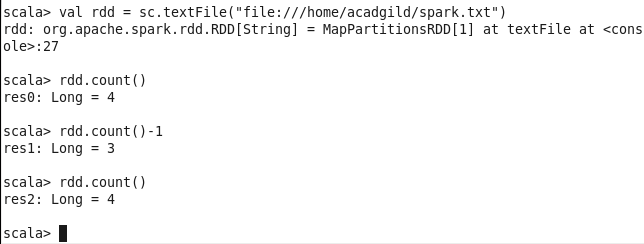 scala> val rdd = sc.textFile("file:///home/acadgild/spark.txt")
rdd: org.apache.spark.rdd.RDD[String] = MapPartitionsRDD[1] at textFile at <cons
ole>:27
scala> rdd.count()
res0: Long = 4
scala> rdd.count()-1
res1: Long = 3
scala> rdd.count()
res2: Long = 4
scala>